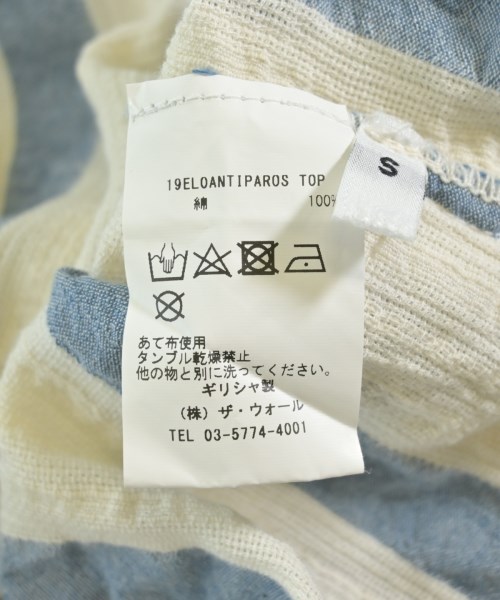 S
19ELOANTIPAROS TOP
綿 100%
あて布使用
タンブル乾燥禁止
他の物と別に洗ってください。
ギリシャ製
（株）ザ・ウォール
TEL 03-5774-4001